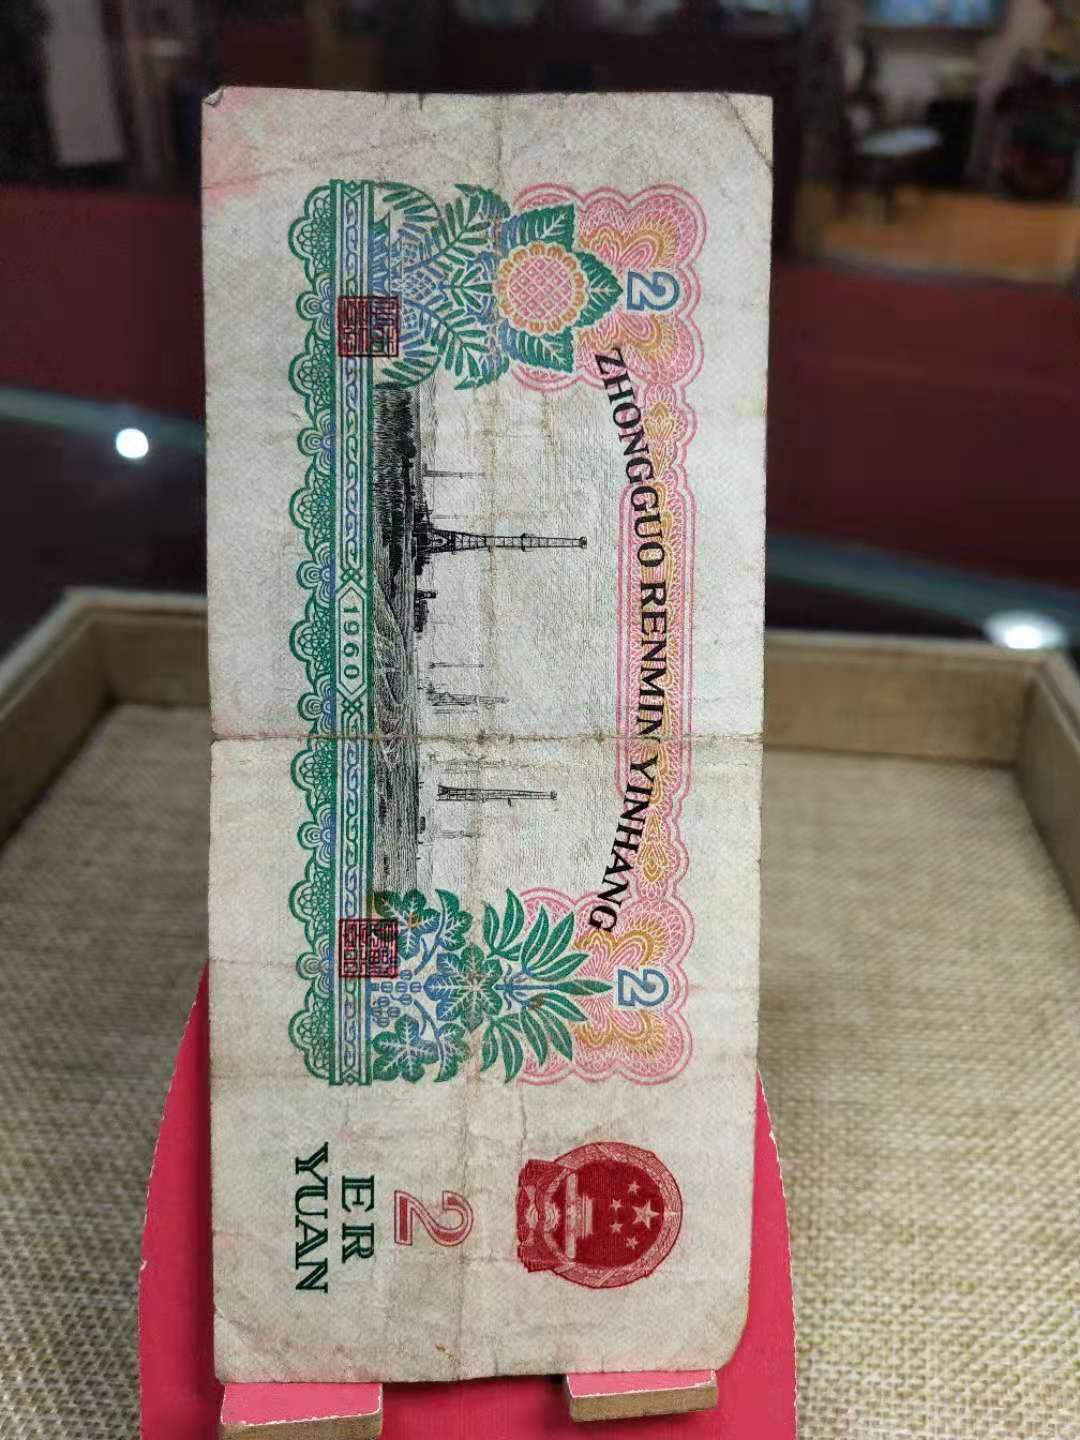 ZHONGGUO RENMIN YINHANG
2
2
1960
2
ER
YUAN